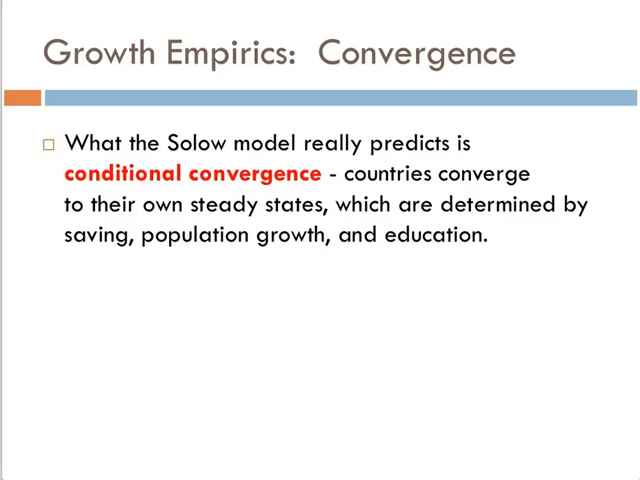 Growth Empirics:  Convergence
What the Solow model really predicts is
conditional convergence - countries converge
to their own steady states, which are determined by
saving, population growth, and education.